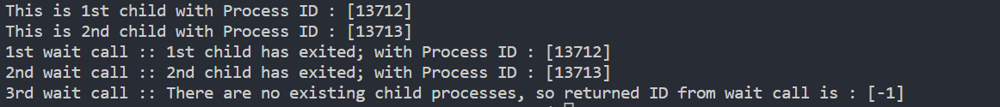 This is 1st child with Process ID : [13712]
This is 2nd child with Process ID : [13713]
1st wait call :: 1st child has exited; with Process ID : [13712]
2nd wait call :: 2nd child has exited; with Process ID : [13713]
3rd wait call :: There are no existing child processes, so returned ID from wait call is : [-1]